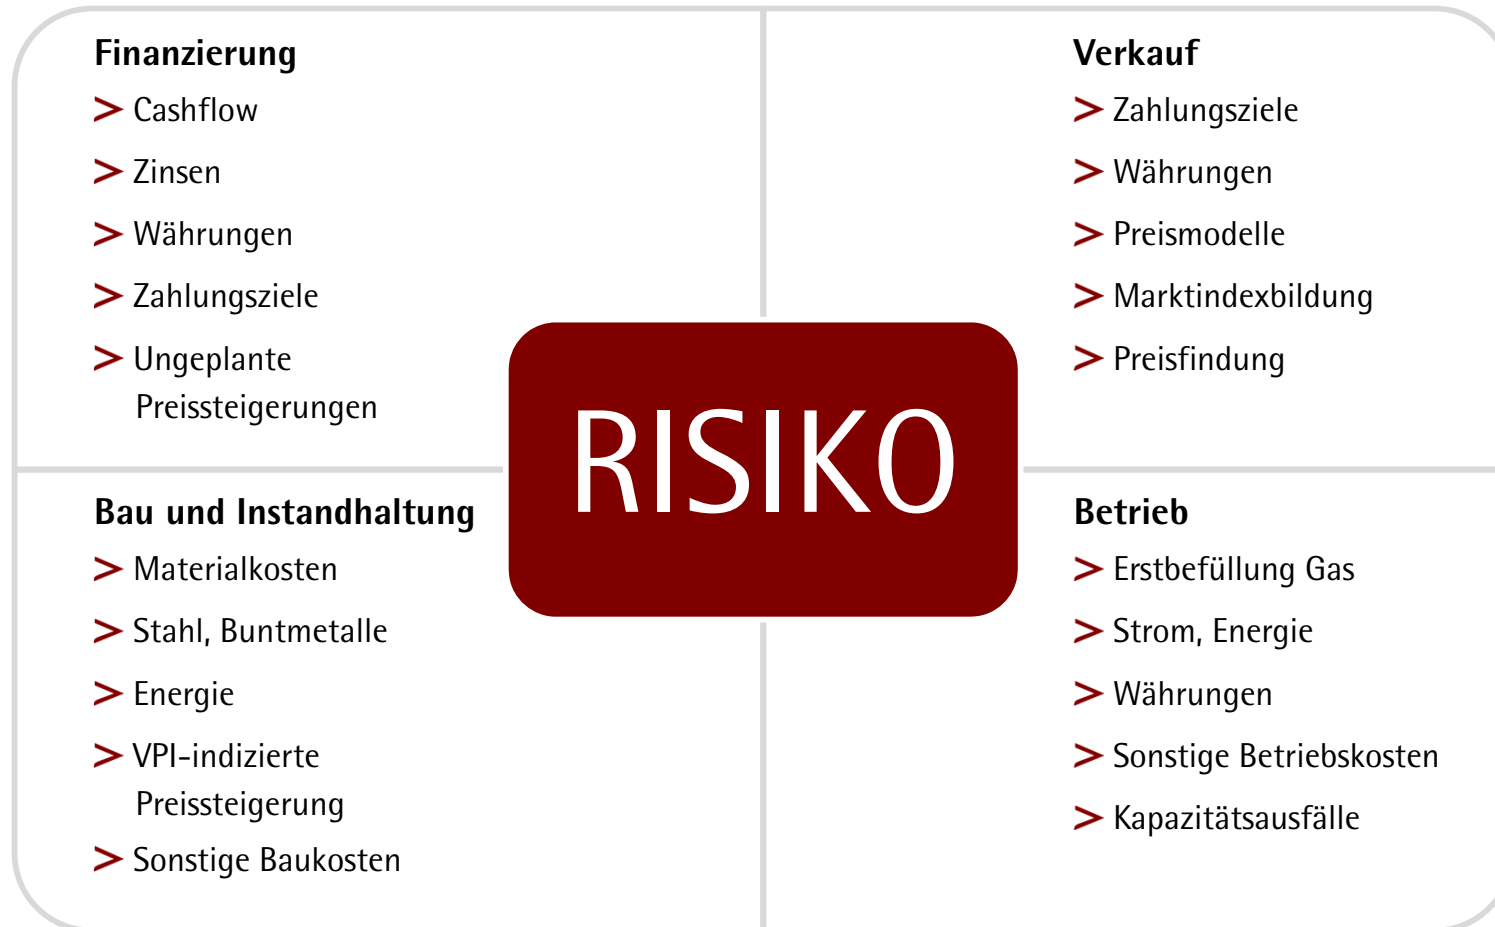 Finanzierung
> Cashflow
> Zinsen
> Währungen
> Zahlungsziele
> Ungeplante
Preissteigerungen
Verkauf
> Zahlungsziele
> Währungen
> Preismodelle
> Marktindexbildung
> Preisfindung
RISIKO
Bau und Instandhaltung
> Materialkosten
> Stahl, Buntmetalle
> Energie
> VPI-indizierte
Preissteigerung
> Sonstige Baukosten
Betrieb
> Erstbefüllung Gas
> Strom, Energie
> Währungen
> Sonstige Betriebskosten
> Kapazitätsausfälle